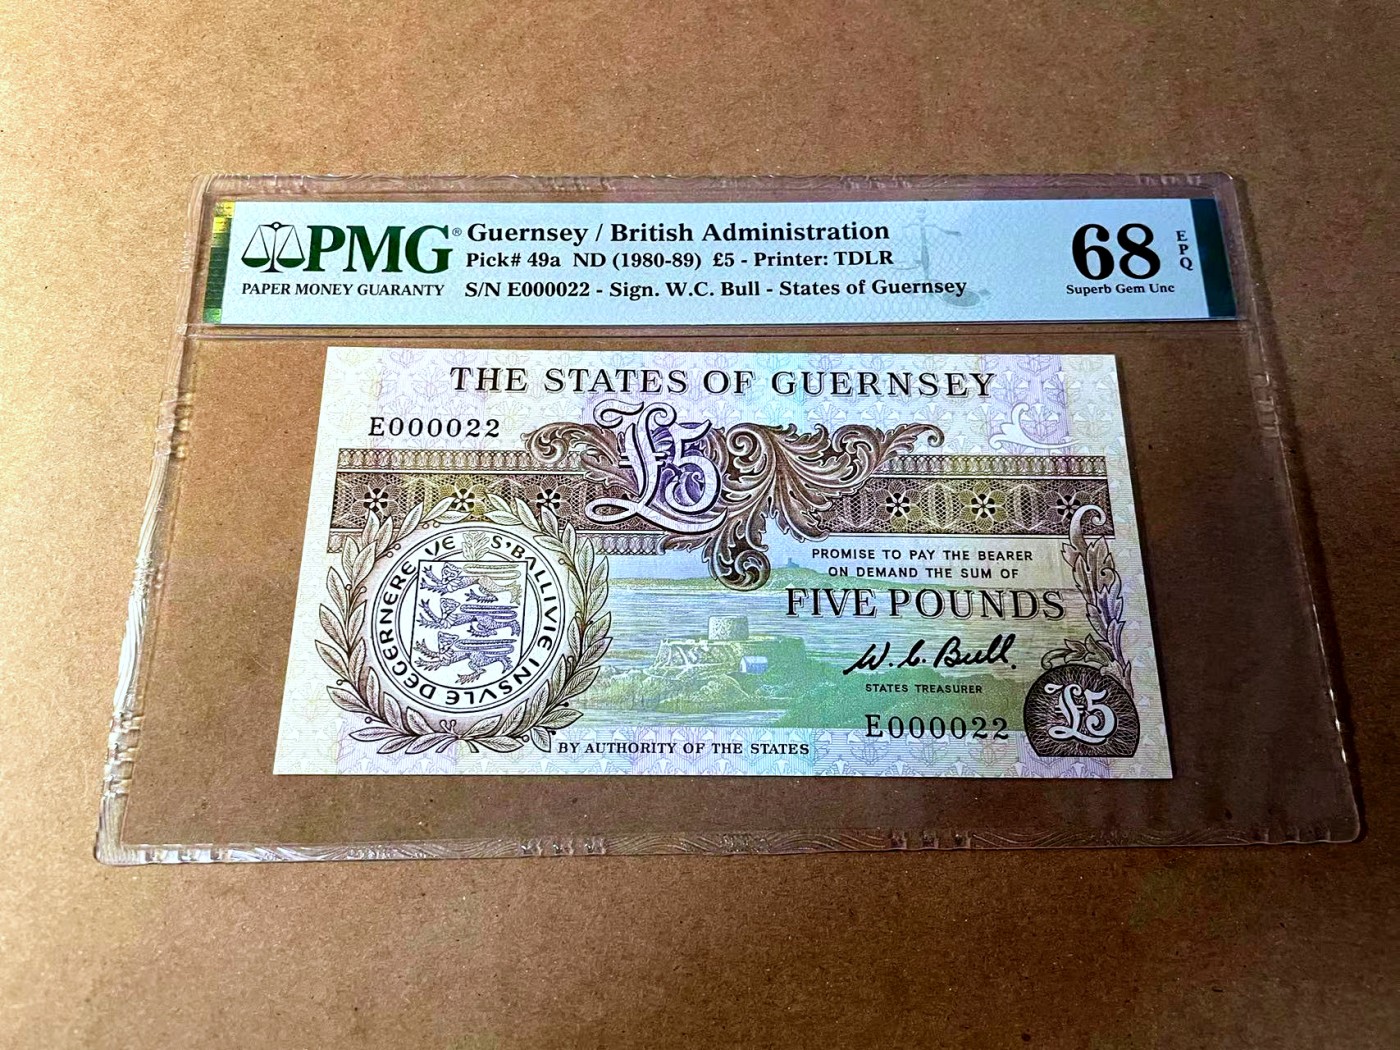 PMG®
PAPER MONEY GUARANTY
Guernsey / British Administration
Pick# 49a ND (1980-89) £5 - Printer: TDLR
S/N E000022 - Sign. W.C. Bull - States of Guernsey
68
EPQ
Superb Gem Unc
THE STATES OF GUERNSEY
E000022
£5
S'BALLIVIE INSVLE DEGERNEREVE
PROMISE TO PAY THE BEARER
ON DEMAND THE SUM OF
FIVE POUNDS
W. C. Bull.
STATES TREASURER
E000022
£5
BY AUTHORITY OF THE STATES